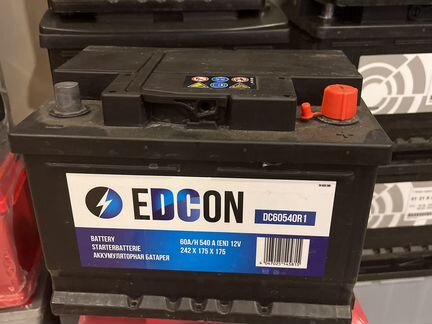 EDCON
DC60540R1
BATTERY
STARTERBATTERIE
АККУМУЛЯТОРНАЯ БАТАРЕЯ
60A/H 540 A (EN) 12V
242 X 175 X 175